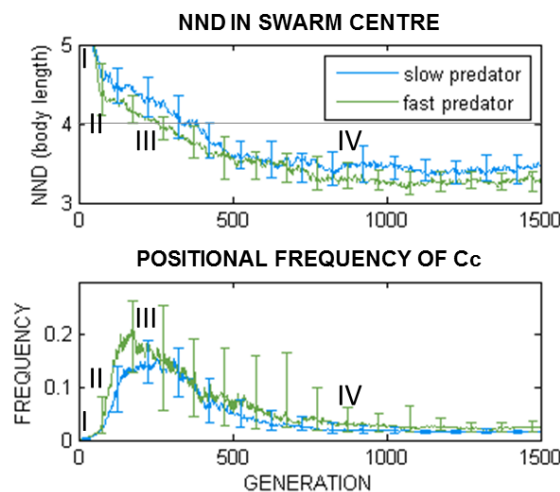 NND IN SWARM CENTRE
NND (body length)
5
4
3
I
II
III
IV
slow predator
fast predator
0
500
1000
1500
POSITIONAL FREQUENCY OF Cc
FREQUENCY
0.2
0.1
0
I
II
III
IV
0
500
1000
1500
GENERATION